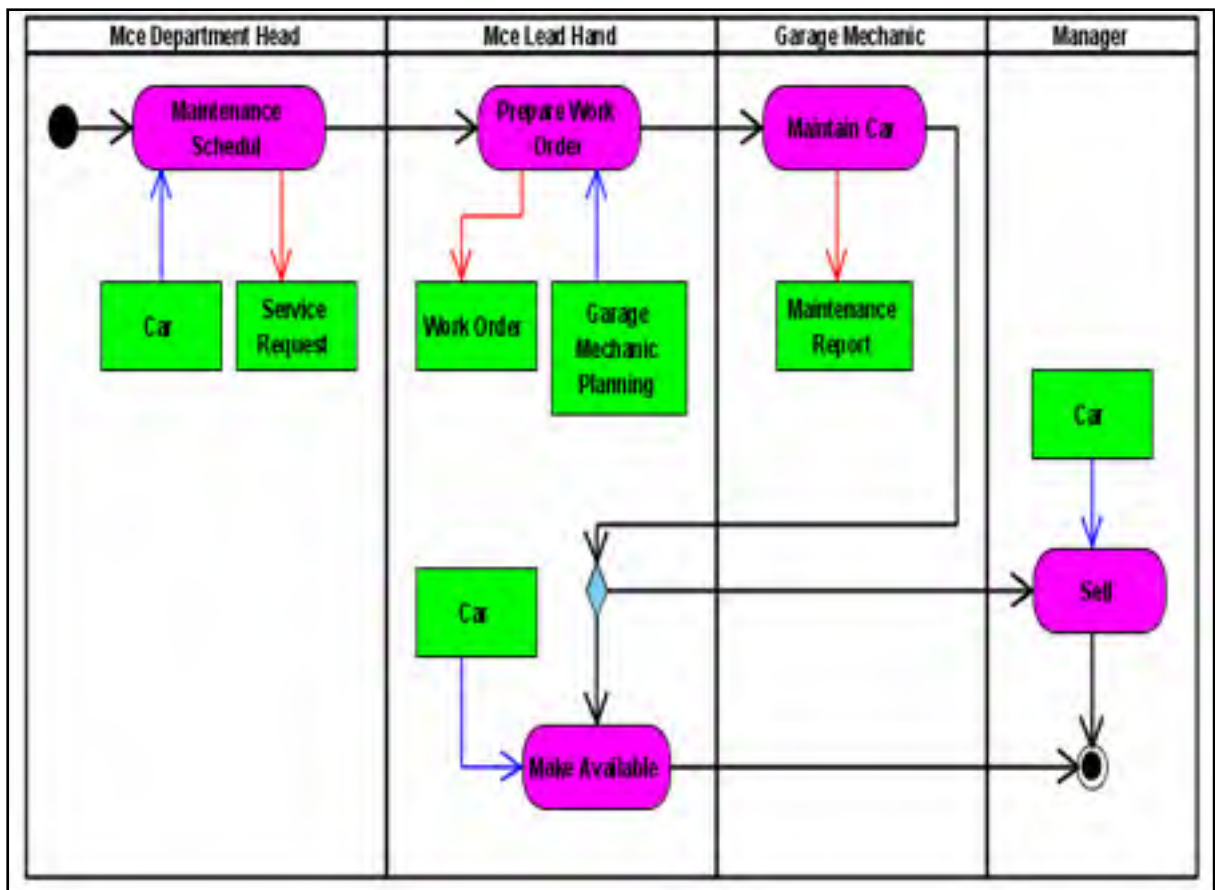 Mce Department Head
Mce Lead Hand
Garage Mechanic
Manager
Maintenance
Schedul
Prepare Work
Order
Maintain Car
Car
Service
Request
Work Order
Garage
Mechanic
Planning
Maintenance
Report
Car
Car
Sell
Make Available